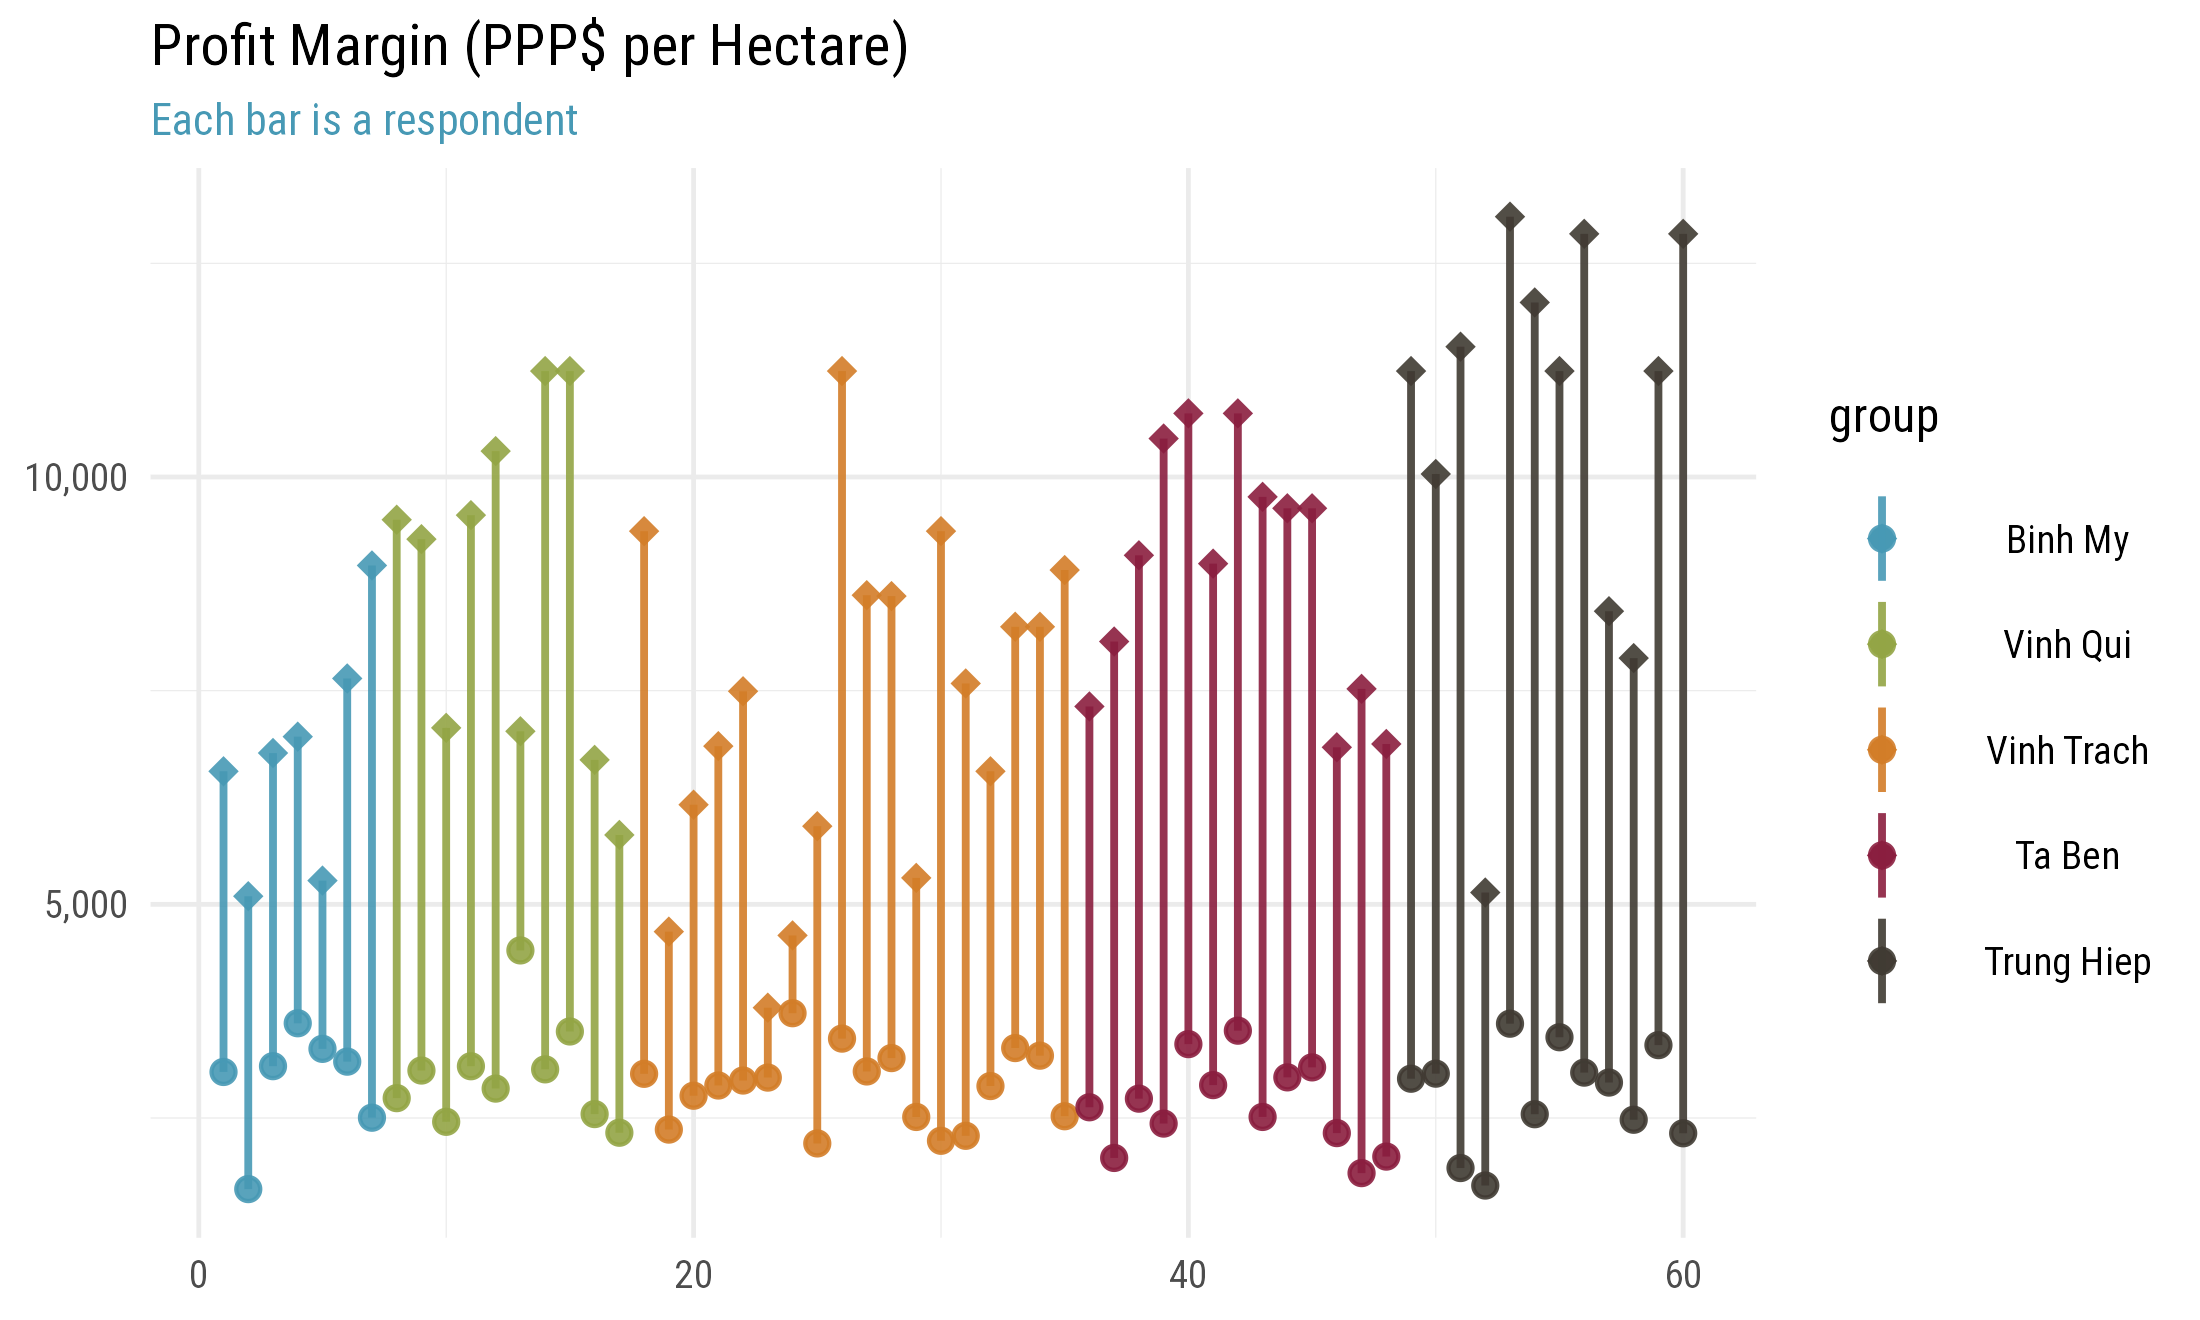 Profit Margin (PPP$ per Hectare)
Each bar is a respondent
10,000
5,000
0
20
40
60
group
Binh My
Vinh Qui
Vinh Trach
Ta Ben
Trung Hiep